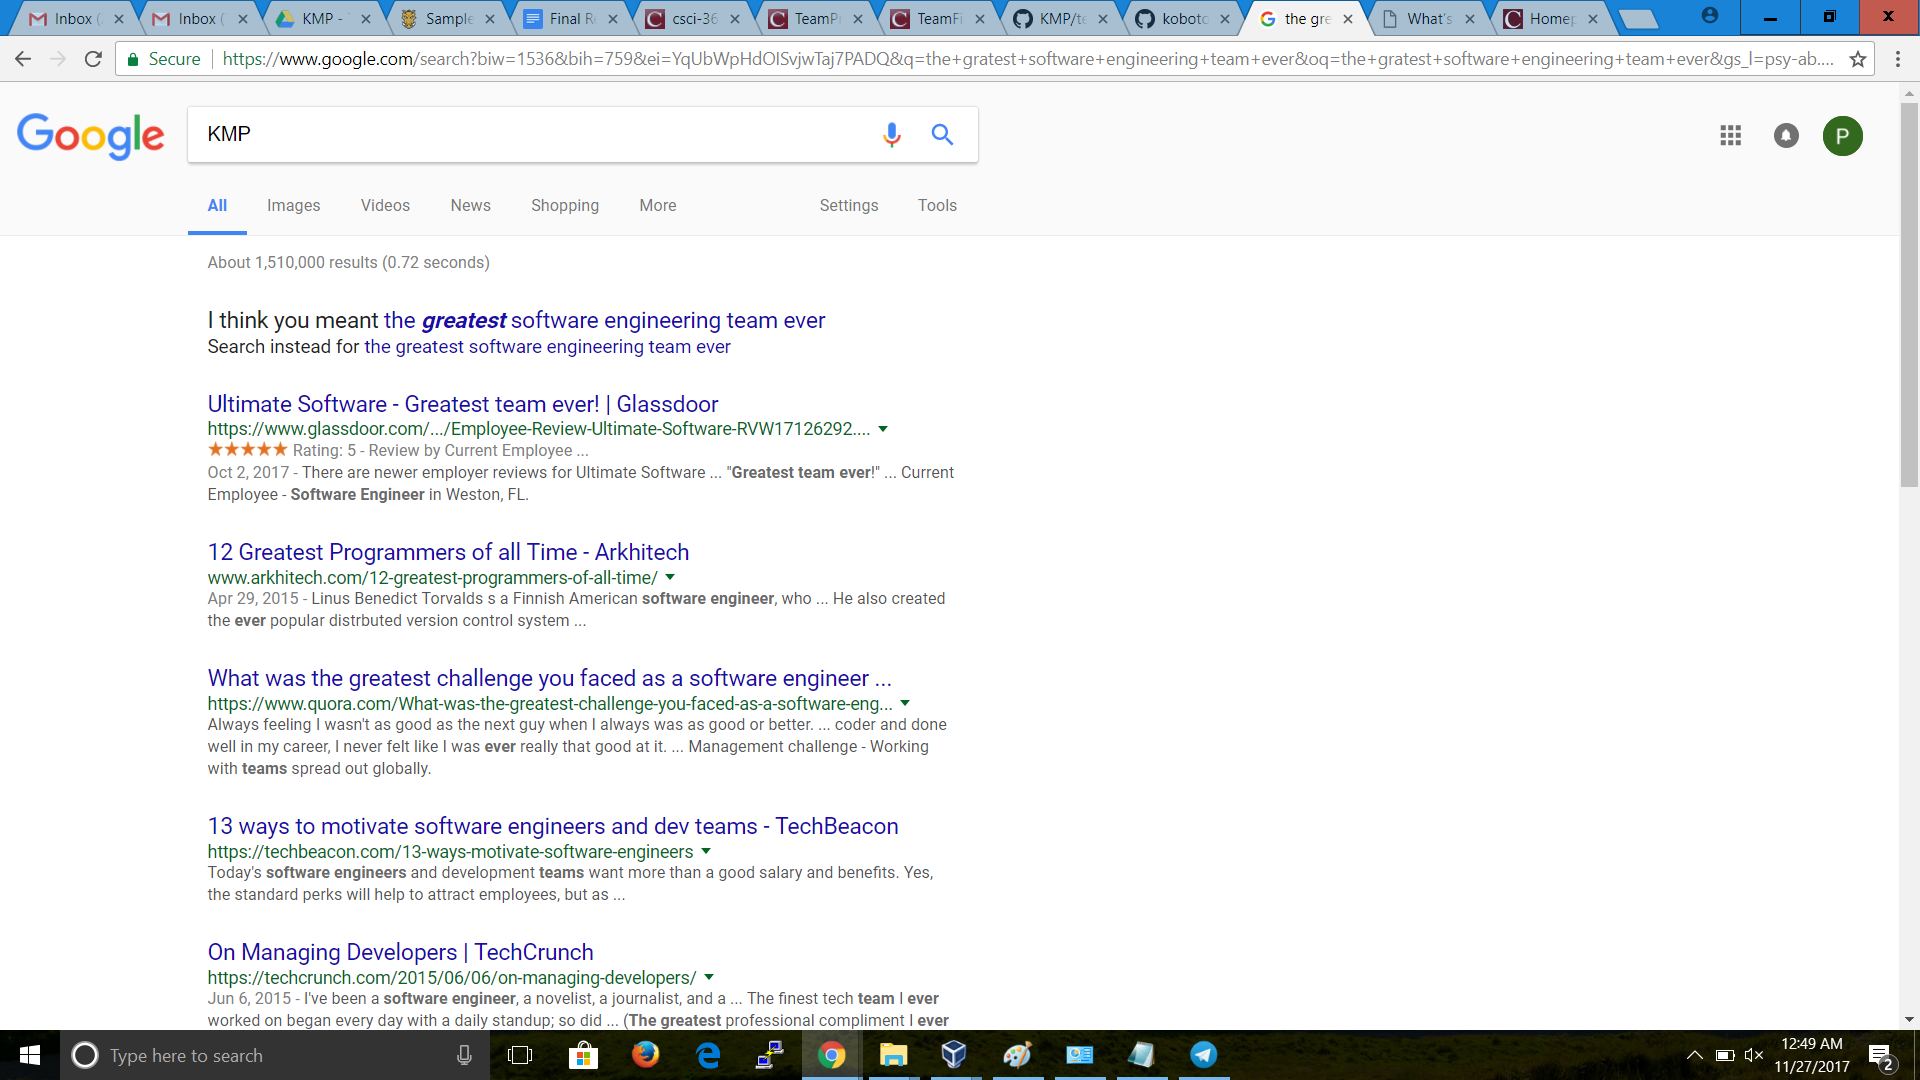 Inbox (
Inbox (
KMP -
Sample
Final Re
csci-36
TeamPr
TeamFi
KMP/te
koboto
the gre
What's
Homep
Secure
https://www.google.com/search?biw=1536&bih=759&ei=YqUbWpHdOISvjwTaj7PADQ&q=the+gratest+software+engineering+team+ever&oq=the+gratest+software+engineering+team+ever&gs_l=psy-ab....
Google
KMP
P
All Images Videos News Shopping More Settings Tools
About 1,510,000 results (0.72 seconds)
I think you meant the greatest software engineering team ever
Search instead for the greatest software engineering team ever
Ultimate Software - Greatest team ever! | Glassdoor
https://www.glassdoor.com/.../Employee-Review-Ultimate-Software-RVW17126292....
★★★★★ Rating: 5 - Review by Current Employee ...
Oct 2, 2017 - There are newer employer reviews for Ultimate Software ... "Greatest team ever!" ... Current
Employee - Software Engineer in Weston, FL.
12 Greatest Programmers of all Time - Arkhitech
www.arkhitech.com/12-greatest-programmers-of-all-time/
Apr 29, 2015 - Linus Benedict Torvalds s a Finnish American software engineer, who ... He also created
the ever popular distrbuted version control system ...
What was the greatest challenge you faced as a software engineer ...
https://www.quora.com/What-was-the-greatest-challenge-you-faced-as-a-software-eng...
Always feeling I wasn't as good as the next guy when I always was as good or better. ... coder and done
well in my career, I never felt like I was ever really that good at it. ... Management challenge - Working
with teams spread out globally.
13 ways to motivate software engineers and dev teams - TechBeacon
https://techbeacon.com/13-ways-motivate-software-engineers
Today's software engineers and development teams want more than a good salary and benefits. Yes,
the standard perks will help to attract employees, but as ...
On Managing Developers | TechCrunch
https://techcrunch.com/2015/06/06/on-managing-developers/
Jun 6, 2015 - I've been a software engineer, a novelist, a journalist, and a ... The finest tech team I ever
worked on began every day with a daily standup; so did ... (The greatest professional compliment I ever
Type here to search
12:49 AM
11/27/2017
2